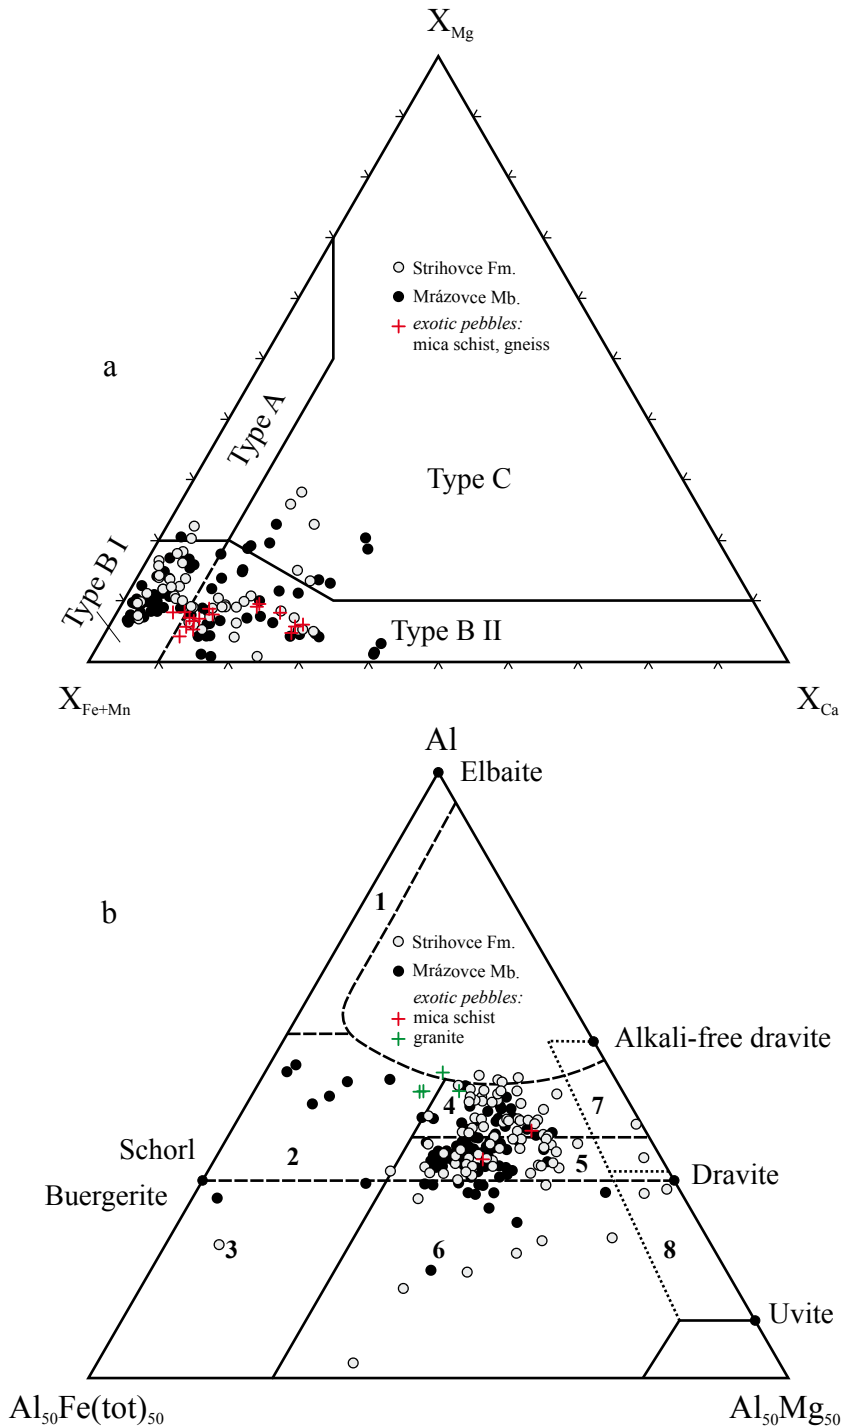 X_Mg
Strihovce Fm.
Mrázovce Mb.
exotic pebbles:
mica schist, gneiss
a
Type A
Type C
Type B I
Type B II
X_Fe+Mn
X_Ca
Al
Elbaite
1
b
Strihovce Fm.
Mrázovce Mb.
exotic pebbles:
mica schist
granite
Alkali-free dravite
4
7
Schorl
2
5
Dravite
Buergerite
3
6
8
Uvite
Al₅₀Fe(tot)₅₀
Al₅₀Mg₅₀